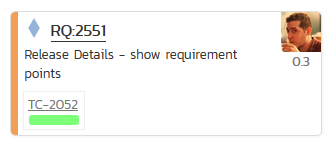 RQ:2551
0.3
Release Details - show requirement
points
TC-2052